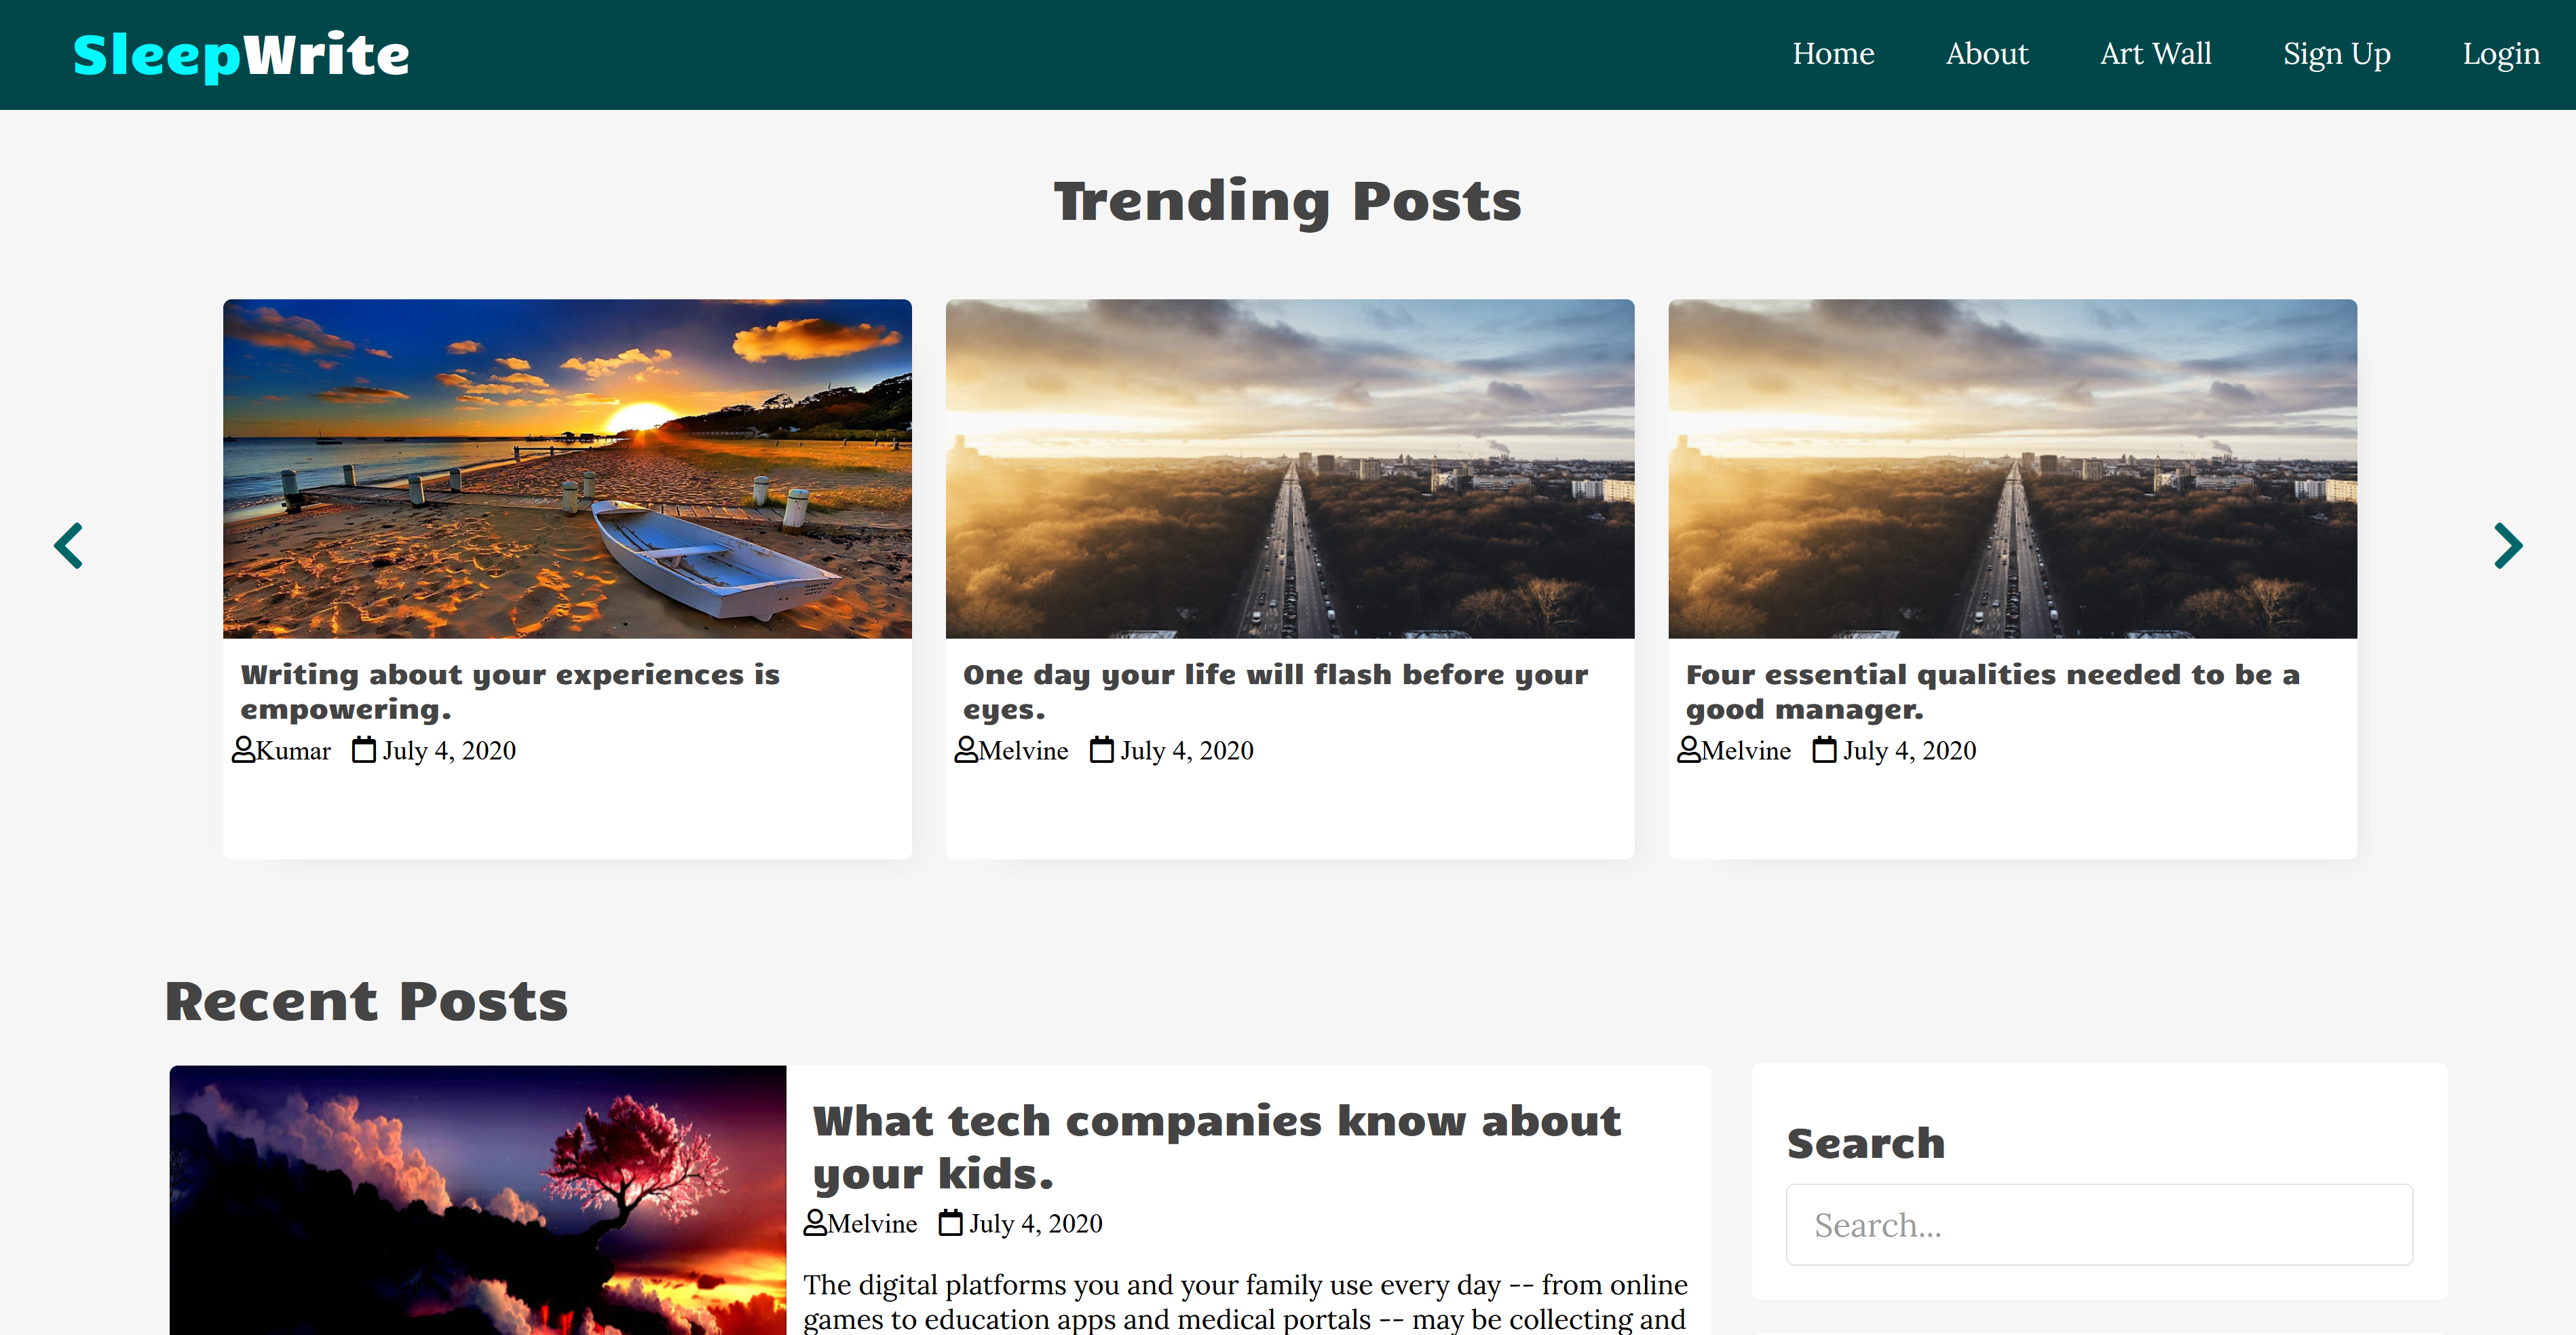 SleepWrite
Home About Art Wall Sign Up Login
Trending Posts
Writing about your experiences is
empowering.
Kumar July 4, 2020
One day your life will flash before your
eyes.
Melvine July 4, 2020
Four essential qualities needed to be a
good manager.
Melvine July 4, 2020
Recent Posts
What tech companies know about
your kids.
Melvine July 4, 2020
The digital platforms you and your family use every day -- from online
games to education apps and medical portals -- may be collecting and
Search
Search...